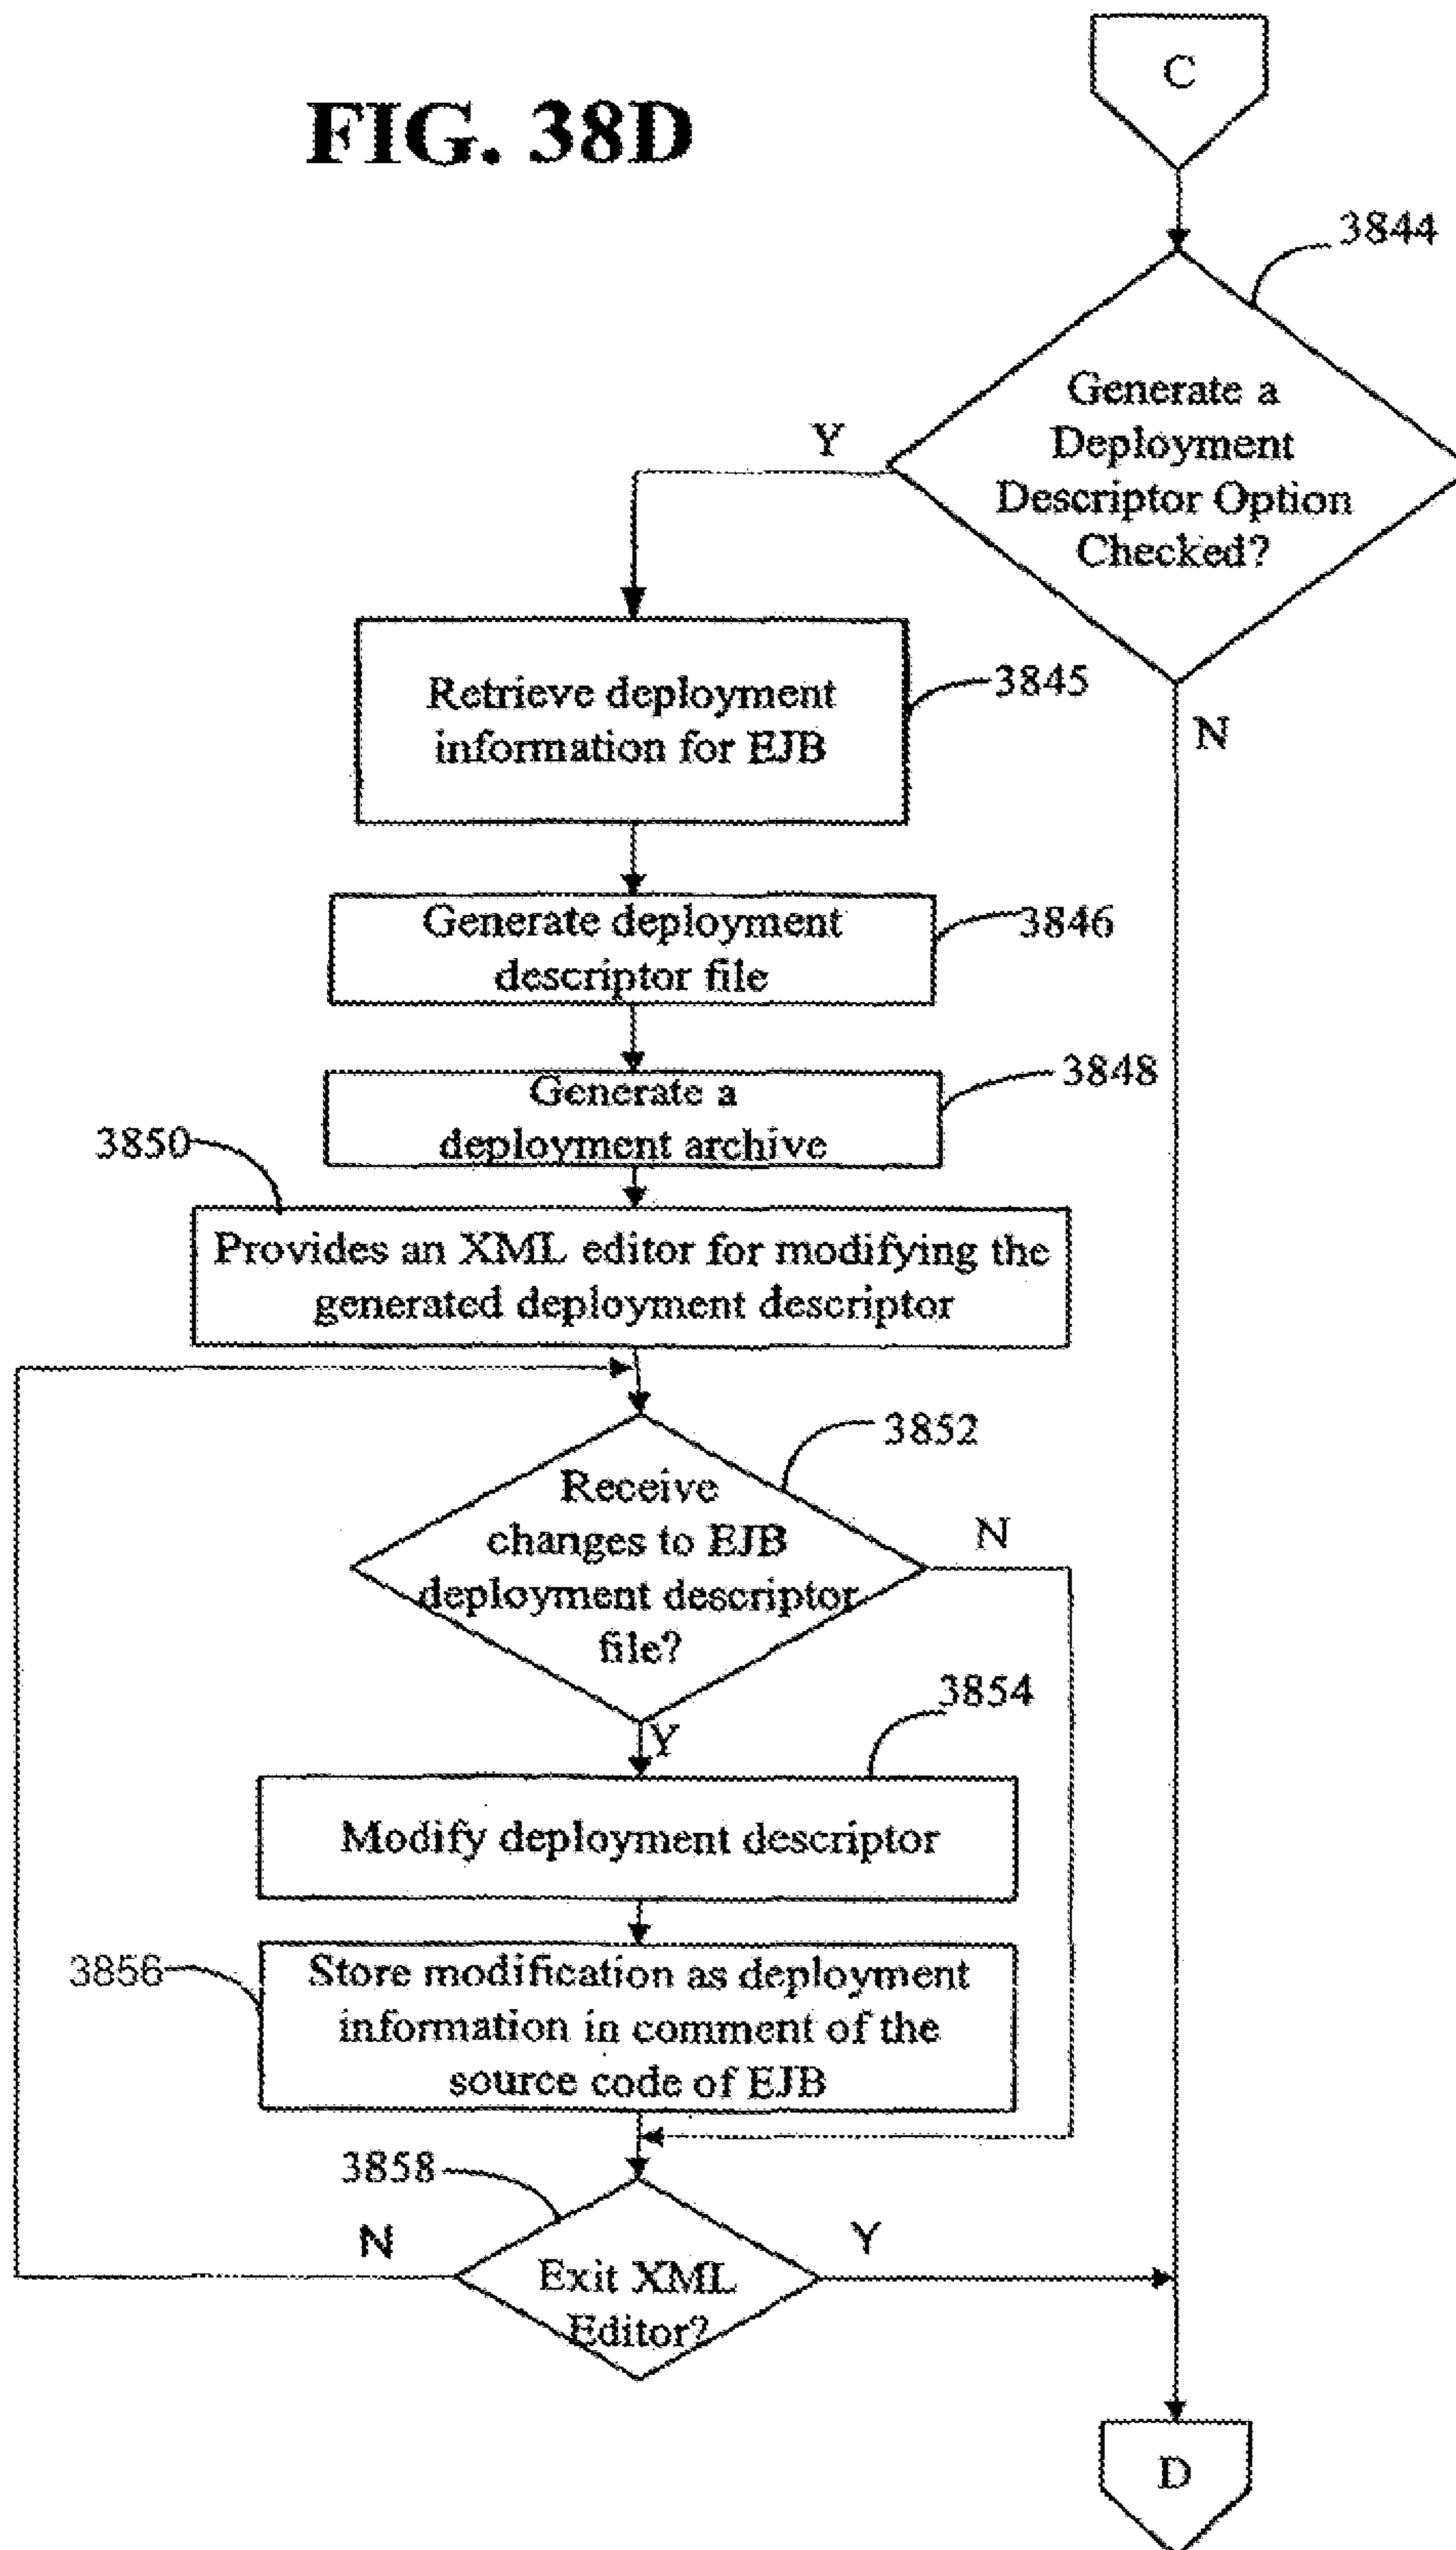 C
FIG. 38D
3844
Generate a
Deployment
Descriptor Option
Checked?
Y
N
Retrieve deployment
information for EJB
3845
Generate deployment
descriptor file
3846
Generate a
deployment archive
3848
3850
Provides an XML editor for modifying the
generated deployment descriptor
3852
Receive
changes to EJB
deployment descriptor
file?
N
Y
3854
Modify deployment descriptor
3856
Store modification as deployment
information in comment of the
source code of EJB
3858
N
Y
Exit XML
Editor?
D